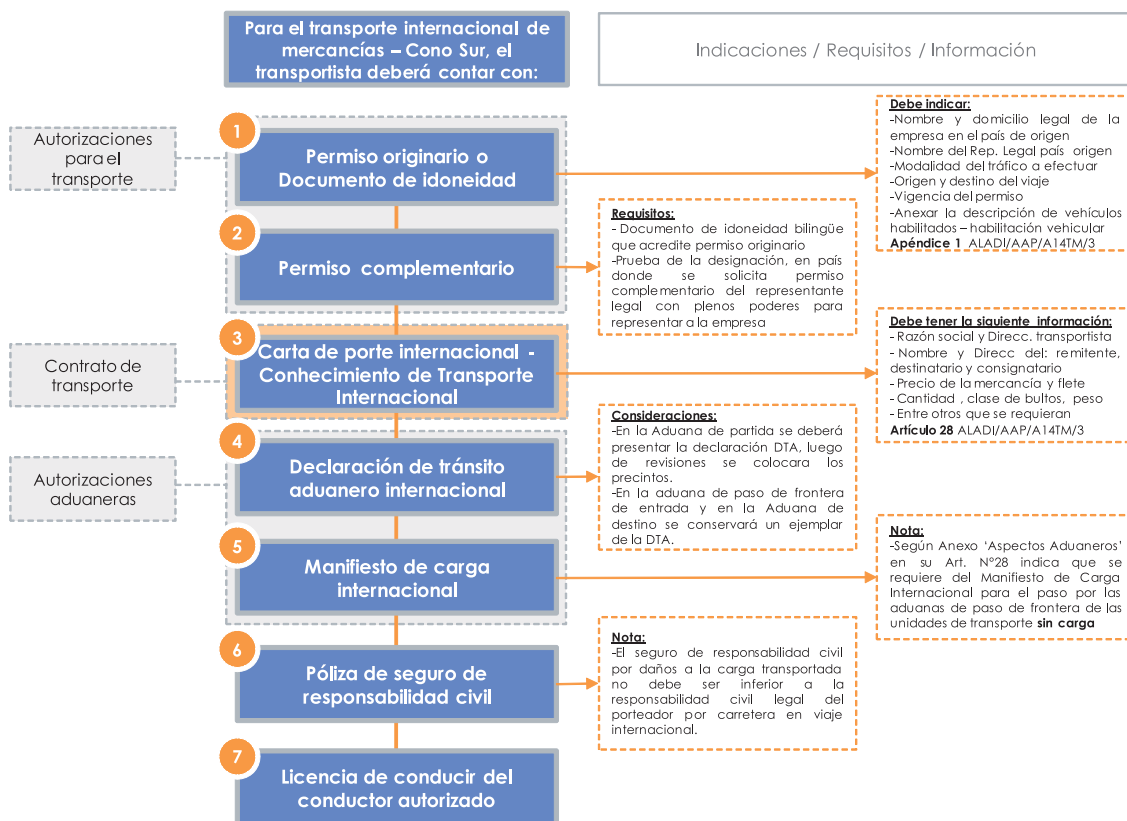 Para el transporte internacional de
mercancías – Cono Sur, el
transportista deberá contar con:
Indicaciones / Requisitos / Información
Autorizaciones
para el
transporte
1
Permiso originario o
Documento de idoneidad
Debe indicar:
-Nombre y domicilio legal de la
empresa en el país de origen
-Nombre del Rep. Legal país origen
-Modalidad del tráfico a efectuar
-Origen y destino del viaje
-Vigencia del permiso
-Anexar la descripción de vehículos
habilitados – habilitación vehicular
Apéndice 1 ALADI/AAP/A14TM/3
2
Permiso complementario
Requisitos:
- Documento de idoneidad bilingüe
que acredite permiso originario
- Prueba de la designación, en país
donde se solicita permiso
complementario del representante
legal con plenos poderes para
representar a la empresa
Contrato de
transporte
3
Carta de porte internacional -
Conhecimiento de Transporte
Internacional
Debe tener la siguiente información:
- Razón social y Direcc. transportista
- Nombre y Direcc del: remitente,
destinatario y consignatario
- Precio de la mercancía y flete
- Cantidad , clase de bultos, peso
- Entre otros que se requieran
Artículo 28 ALADI/AAP/A14TM/3
Autorizaciones
aduaneras
4
Declaración de tránsito
aduanero internacional
Consideraciones:
-En la Aduana de partida se deberá
presentar la declaración DTA, luego
de revisiones se colocara los
precintos.
-En la aduana de paso de frontera
de entrada y en la Aduana de
destino se conservará un ejemplar
de la DTA.
5
Manifiesto de carga
internacional
Nota:
-Según Anexo ‘Aspectos Aduaneros’
en su Art. N°28 indica que se
requiere del Manifiesto de Carga
Internacional para el paso por las
aduanas de paso de frontera de las
unidades de transporte sin carga
6
Póliza de seguro de
responsabilidad civil
Nota:
-El seguro de responsabilidad civil
por daños a la carga transportada
no debe ser inferior a la
responsabilidad civil legal del
porteador por carretera en viaje
internacional.
7
Licencia de conducir del
conductor autorizado